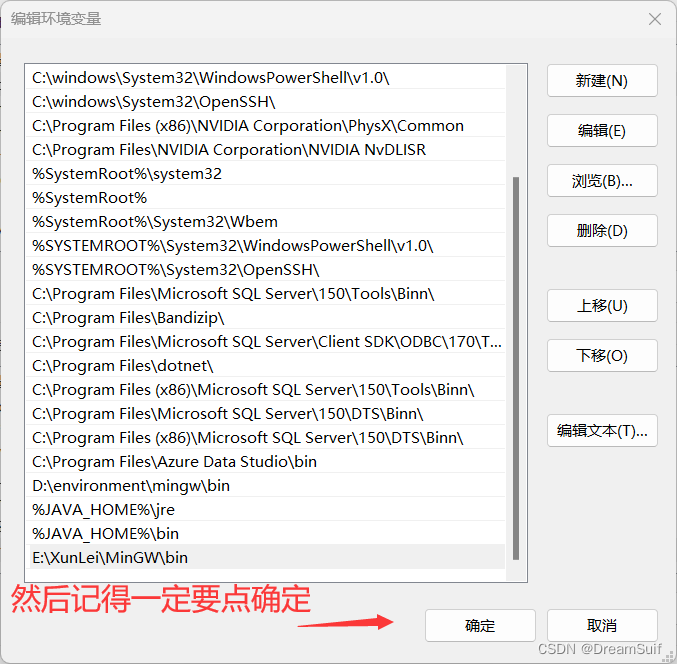 编辑环境变量
C:\windows\System32\WindowsPowerShell\v1.0\
C:\windows\System32\OpenSSH\
C:\Program Files (x86)\NVIDIA Corporation\PhysX\Common
C:\Program Files\NVIDIA Corporation\NVIDIA NvDLISR
%SystemRoot%\system32
%SystemRoot%
%SystemRoot%\System32\Wbem
%SYSTEMROOT%\System32\WindowsPowerShell\v1.0\
%SYSTEMROOT%\System32\OpenSSH\
C:\Program Files\Microsoft SQL Server\150\Tools\Binn\
C:\Program Files\Bandizip\
C:\Program Files\Microsoft SQL Server\Client SDK\ODBC\170\T...
C:\Program Files\dotnet\
C:\Program Files (x86)\Microsoft SQL Server\150\Tools\Binn\
C:\Program Files\Microsoft SQL Server\150\DTS\Binn\
C:\Program Files (x86)\Microsoft SQL Server\150\DTS\Binn\
C:\Program Files\Azure Data Studio\bin
D:\environment\mingw\bin
%JAVA_HOME%\jre
%JAVA_HOME%\bin
E:\XunLei\MinGW\bin
新建(N)
编辑(E)
浏览(B)...
删除(D)
上移(U)
下移(O)
编辑文本(T)...
然后记得一定要点确定
确定
取消
CSDN @DreamSuif